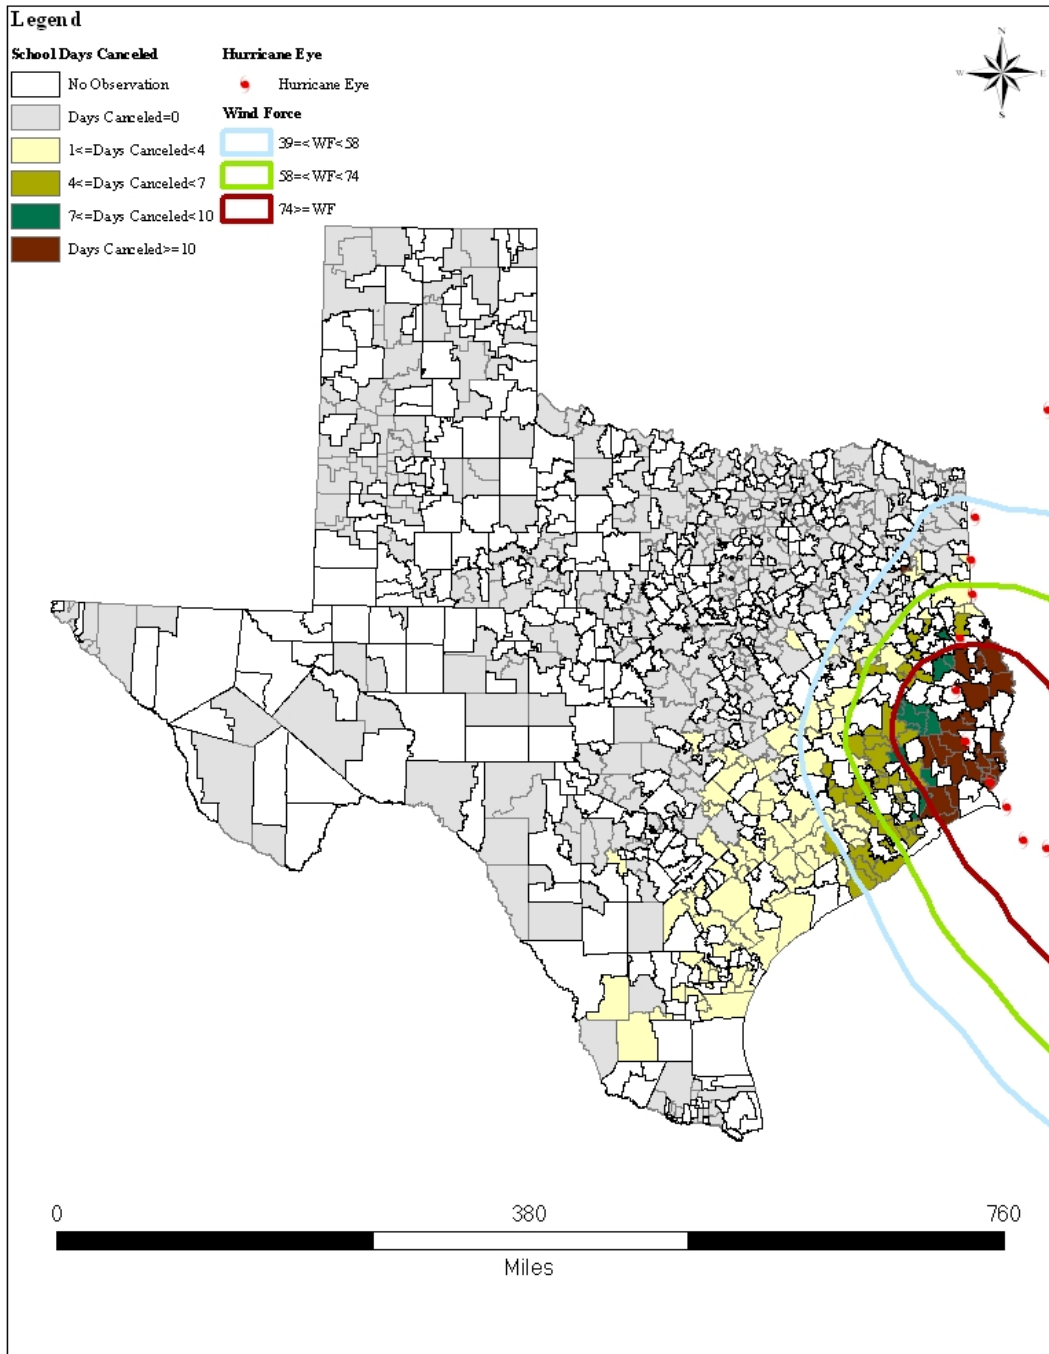 Legend
School Days Canceled
No Observation
Days Canceled=0
1<=Days Canceled<4
4<=Days Canceled<7
7<=Days Canceled<10
Days Canceled>=10
Hurricane Eye
Hurricane Eye
Wind Force
39=<WF<58
58=<WF<74
74>=WF
N
W
E
S
0
380
760
Miles